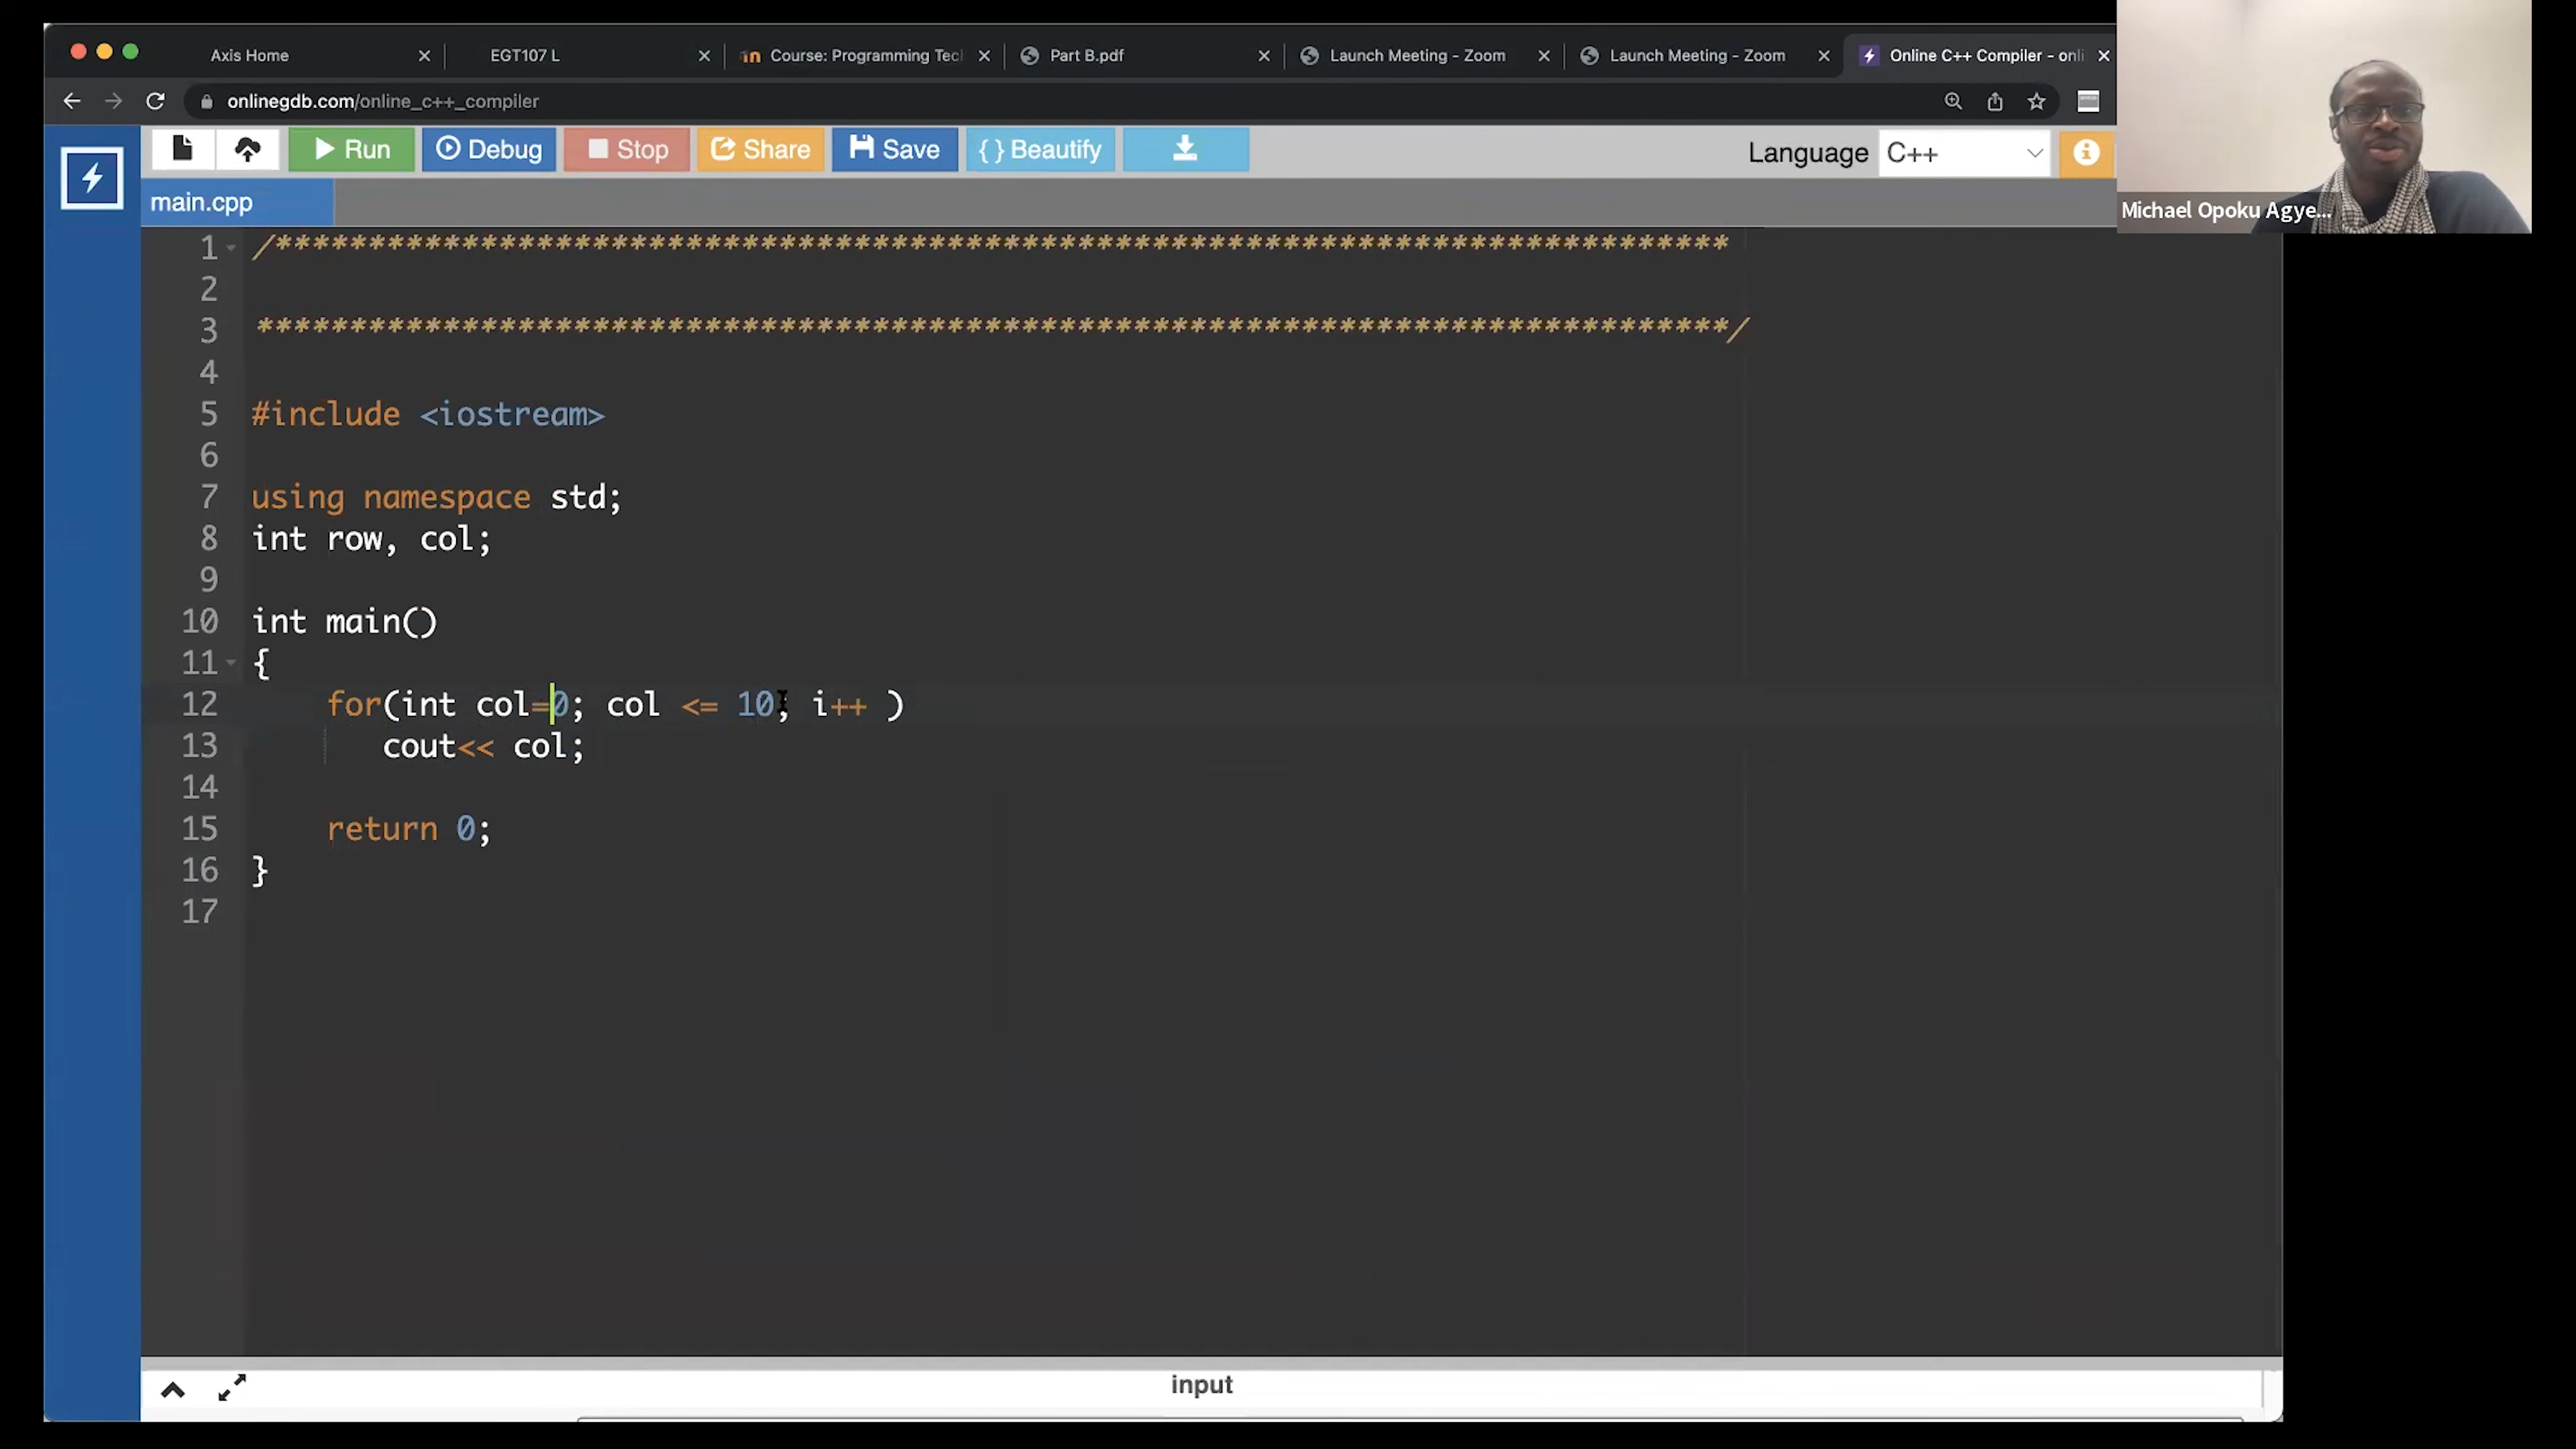 Axis Home
EGT107 L
Course: Programming Tec
Part B.pdf
Launch Meeting - Zoom
Launch Meeting - Zoom
Online C++ Compiler - onli
onlinegdb.com/online_c++_compiler
Run
Debug
Stop
Share
Save
{ } Beautify
Language
C++
Michael Opoku Agye...
main.cpp
1 /*******************************************************************************
2
3 *******************************************************************************/
4
5 #include <iostream>
6
7 using namespace std;
8 int row, col;
9
10 int main()
11 {
12 for(int col=0; col <= 10; i++ )
13 cout<< col;
14
15 return 0;
16 }
17
input